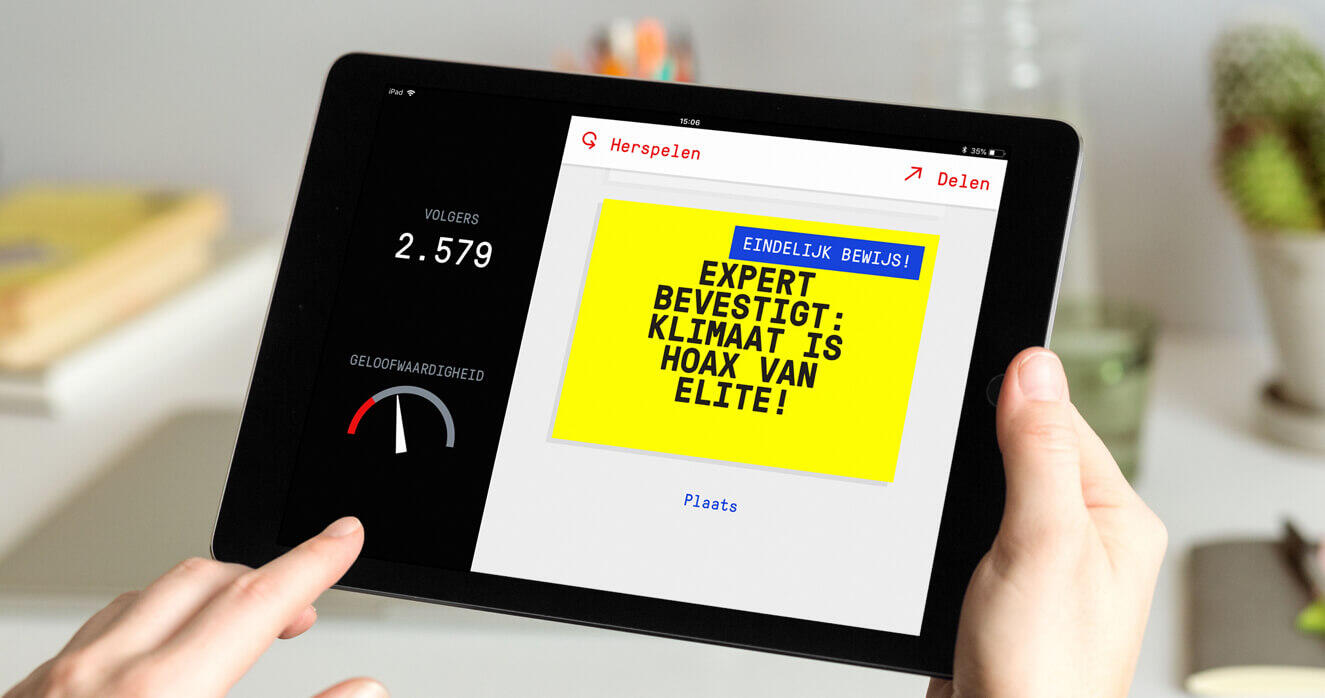 iPad
15:06
35%
Herspelen
Delen
VOLGERS
2.579
GELOOFWAARDIGHEID
EINDELIJK BEWIJS!
EXPERT
BEVESTIGT:
KLIMAAT IS
HOAX VAN
ELITE!
Plaats